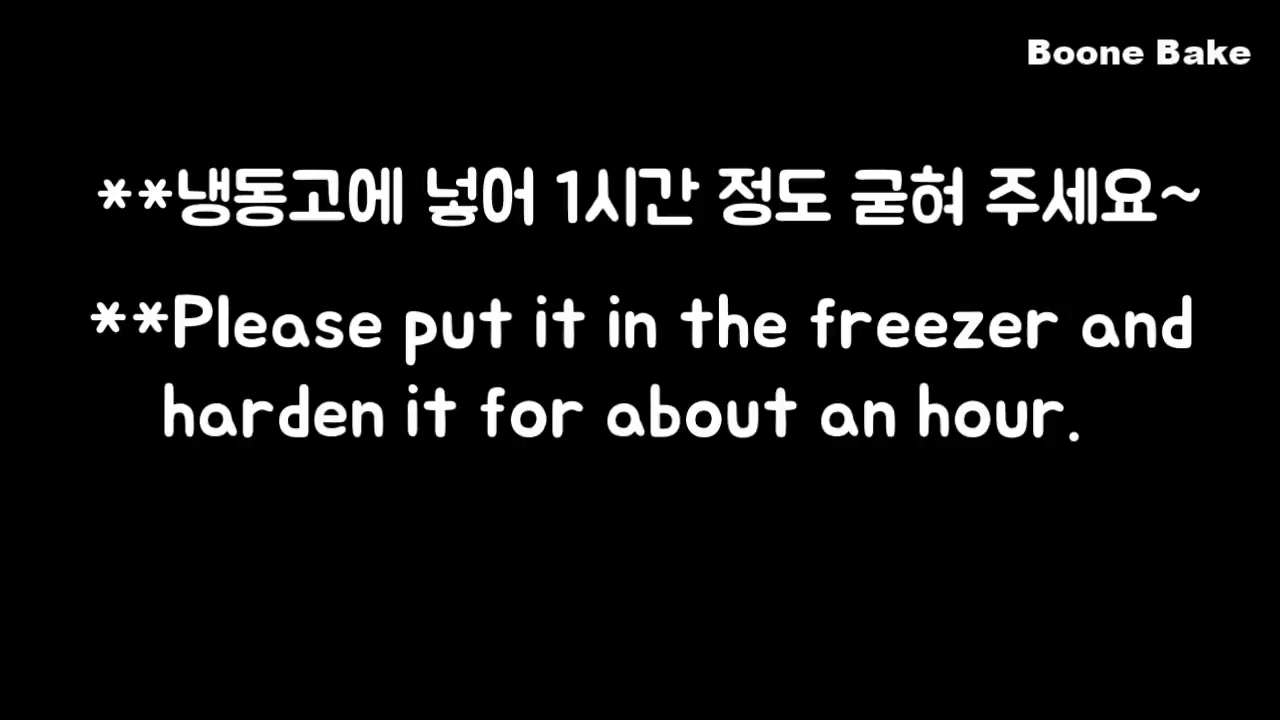 Boone Bake
**냉동고에 넣어 1시간 정도 굳혀 주세요~
**Please put it in the freezer and
harden it for about an hour.